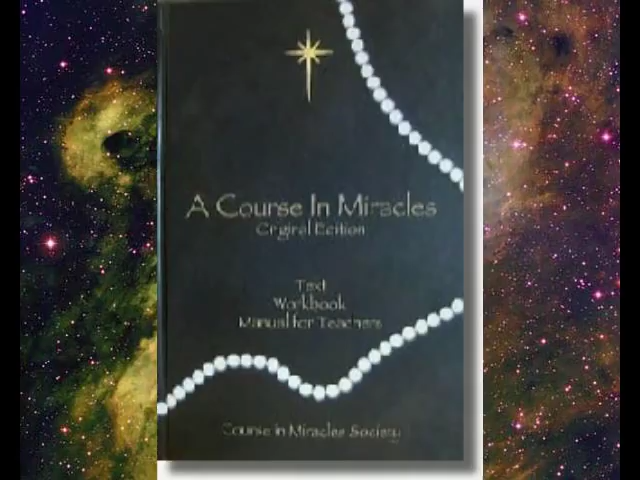 A Course In Miracles
Original Edition
Text
Workbook
Manual for Teachers
Course in Miracles Society